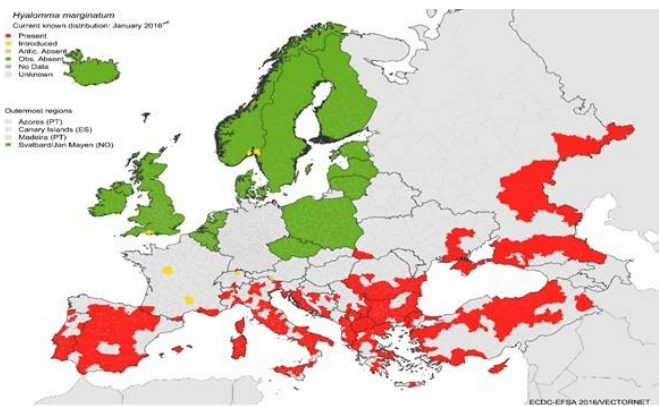 Hyalomma marginatum
Current known distribution: January 2016
Present
Introduced
Antic. Absent
Obs. Absent
No Data
Unknown
Outermost regions
Azores (PT)
Canary Islands (ES)
Madeira (PT)
Svalbard/Jan Mayen (NO)
ECDC-EFSA 2016/VECTORNET